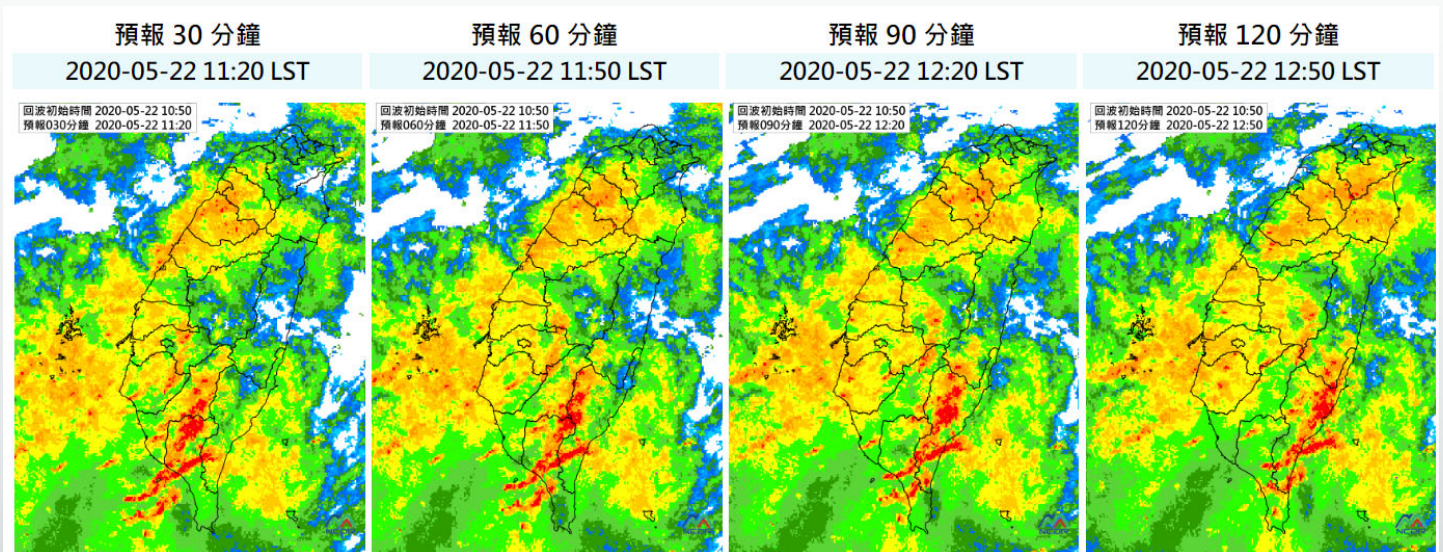 預報 30 分鐘
2020-05-22 11:20 LST
回波初始時間 2020-05-22 10:50
預報030分鐘 2020-05-22 11:20
NCDR
預報 60 分鐘
2020-05-22 11:50 LST
回波初始時間 2020-05-22 10:50
預報060分鐘 2020-05-22 11:50
NCDR
預報 90 分鐘
2020-05-22 12:20 LST
回波初始時間 2020-05-22 10:50
預報090分鐘 2020-05-22 12:20
NCDR
預報 120 分鐘
2020-05-22 12:50 LST
回波初始時間 2020-05-22 10:50
預報120分鐘 2020-05-22 12:50
NCDR